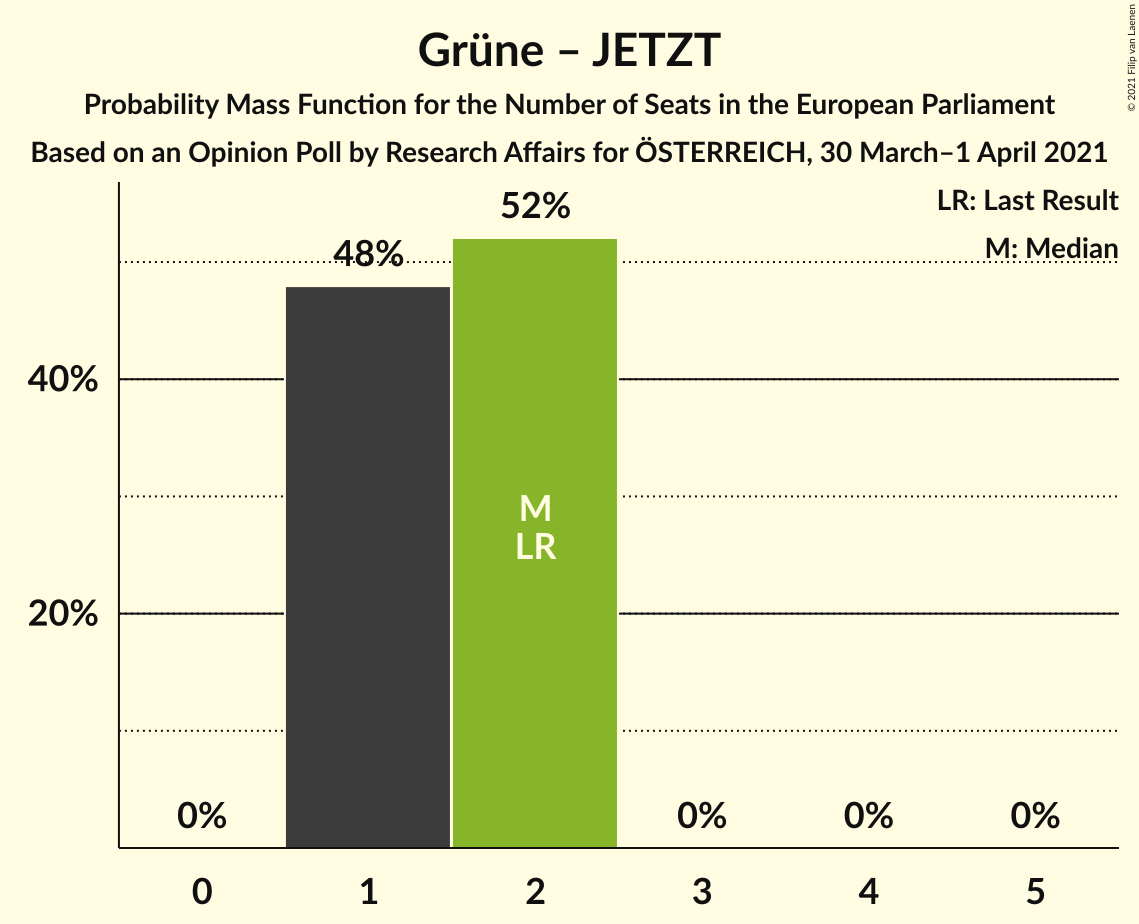 Grüne – JETZT
Probability Mass Function for the Number of Seats in the European Parliament
Based on an Opinion Poll by Research Affairs for ÖSTERREICH, 30 March–1 April 2021
© 2021 Filip van Laenen
LR: Last Result
M: Median
52%
48%
40%
20%
M
LR
0%
0%
0%
0%
0
1
2
3
4
5